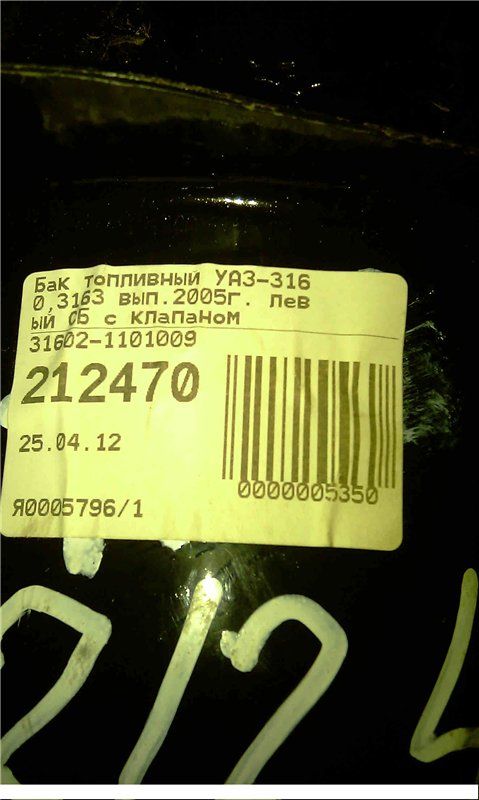 Бак топливный УАЗ-316
0,3163 вып.2005г. лев
ый СБ с клапаном
31602-1101009
212470
25.04.12
0000005350
Я0005796/1
2124